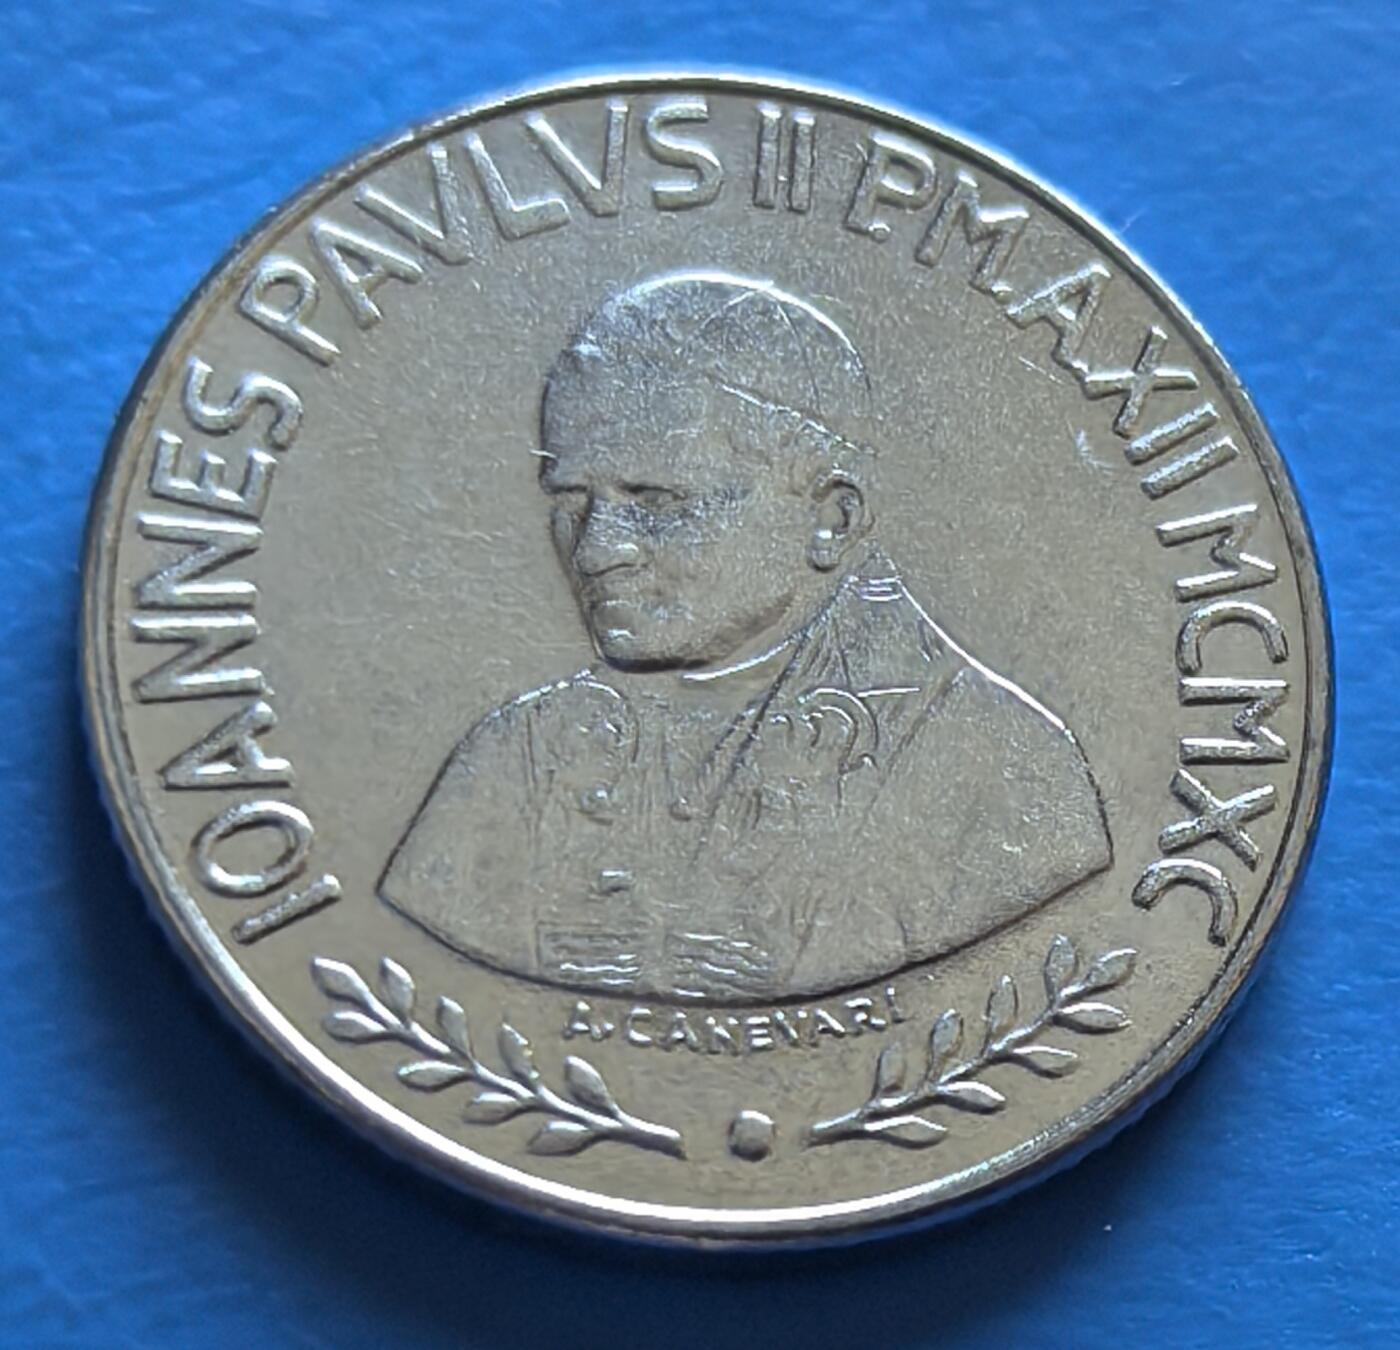 IOANNES PAVLVS II P.M. A.XII MCMXC
A. CANEVARI